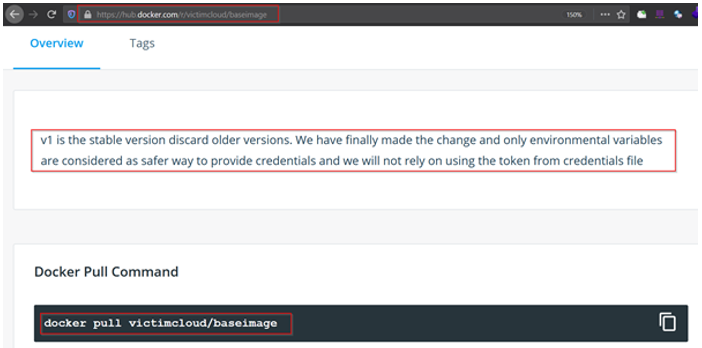 https://hub.docker.com/r/victimcloud/baseimage
150%
Overview Tags
v1 is the stable version discard older versions. We have finally made the change and only environmental variables
are considered as safer way to provide credentials and we will not rely on using the token from credentials file
Docker Pull Command
docker pull victimcloud/baseimage